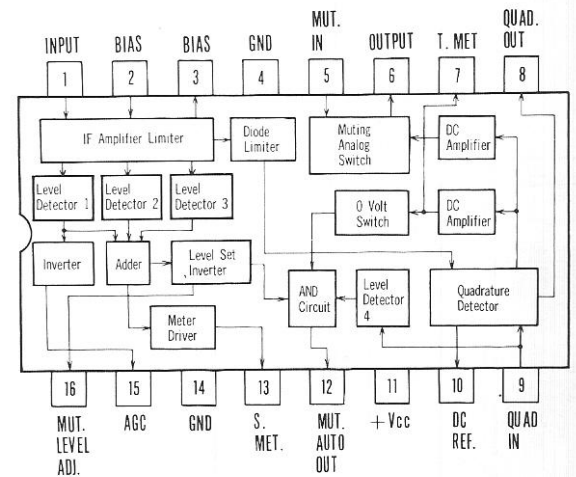 INPUT
BIAS
BIAS
GND
MUT.
IN
OUTPUT
T. MET
QUAD.
OUT
1
2
3
4
5
6
7
8
IF Amplifier Limiter
Diode
Limiter
Muting
Analog
Switch
DC
Amplifier
Level
Detector 1
Level
Detector 2
Level
Detector 3
0 Volt
Switch
DC
Amplifier
Inverter
Adder
Level Set
Inverter
AND
Circuit
Level
Detector
4
Quadrature
Detector
Meter
Driver
16
15
14
13
12
11
10
9
MUT.
LEVEL
ADJ.
AGC
GND
S.
MET.
MUT.
AUTO
OUT
+Vcc
DC
REF.
QUAD
IN